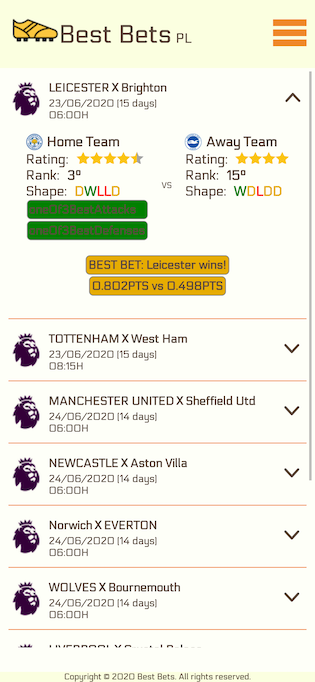 Best Bets PL
LEICESTER X Brighton
23/06/2020 (15 days)
06:00H
Home Team Away Team
Rating: Rating:
Rank: 3º Rank: 15º
Shape: DWLLD vs Shape: WDLDD
BEST BET: Leicester wins!
0.802PTS vs 0.498PTS
TOTTENHAM X West Ham
23/06/2020 (15 days)
08:15H
MANCHESTER UNITED X Sheffield Utd
24/06/2020 (14 days)
06:00H
NEWCASTLE X Aston Villa
24/06/2020 (14 days)
06:00H
Norwich X EVERTON
24/06/2020 (14 days)
06:00H
WOLVES X Bournemouth
24/06/2020 (14 days)
06:00H
LIVERPOOL X Crystal Palace
Copyright © 2020 Best Bets. All rights reserved.